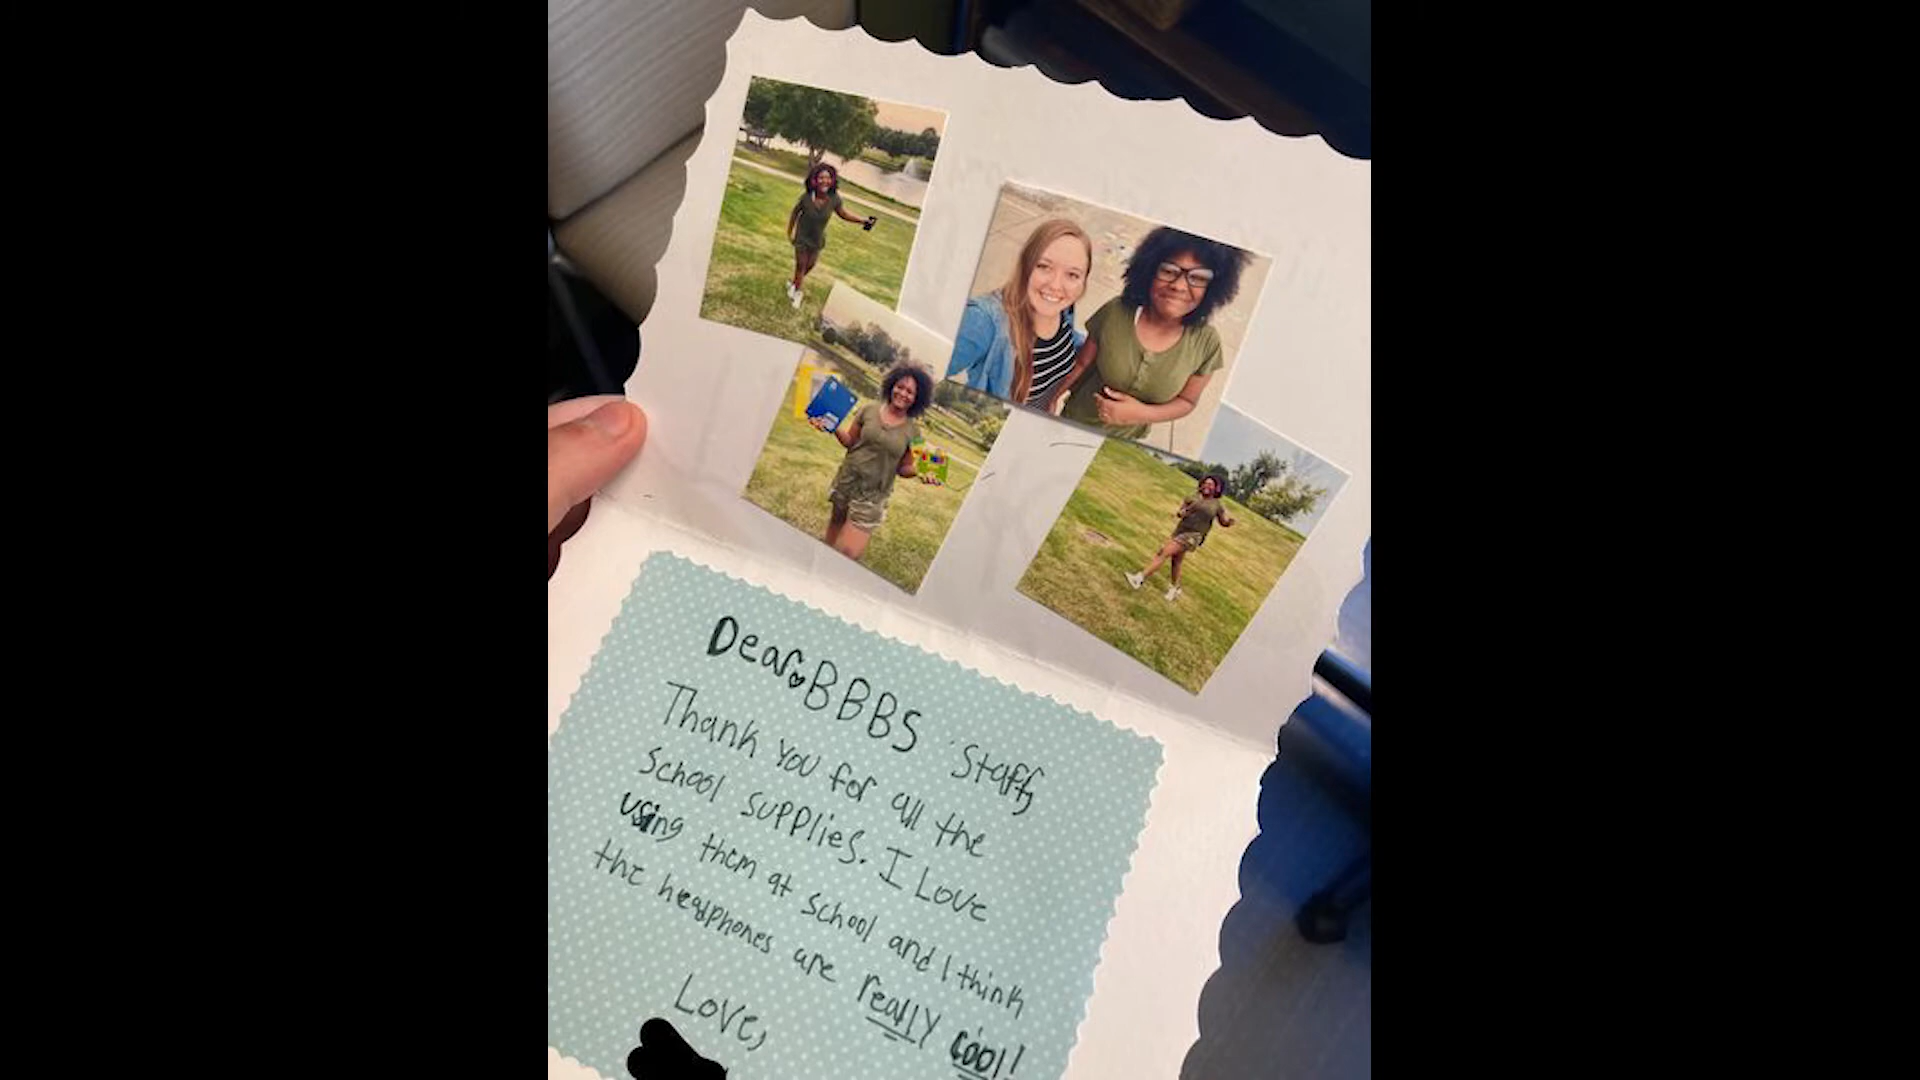 Dear BBBS Staff,
Thank you for all the
School supplies. I Love
using them at school and I think
the headphones are really cool!
Love,